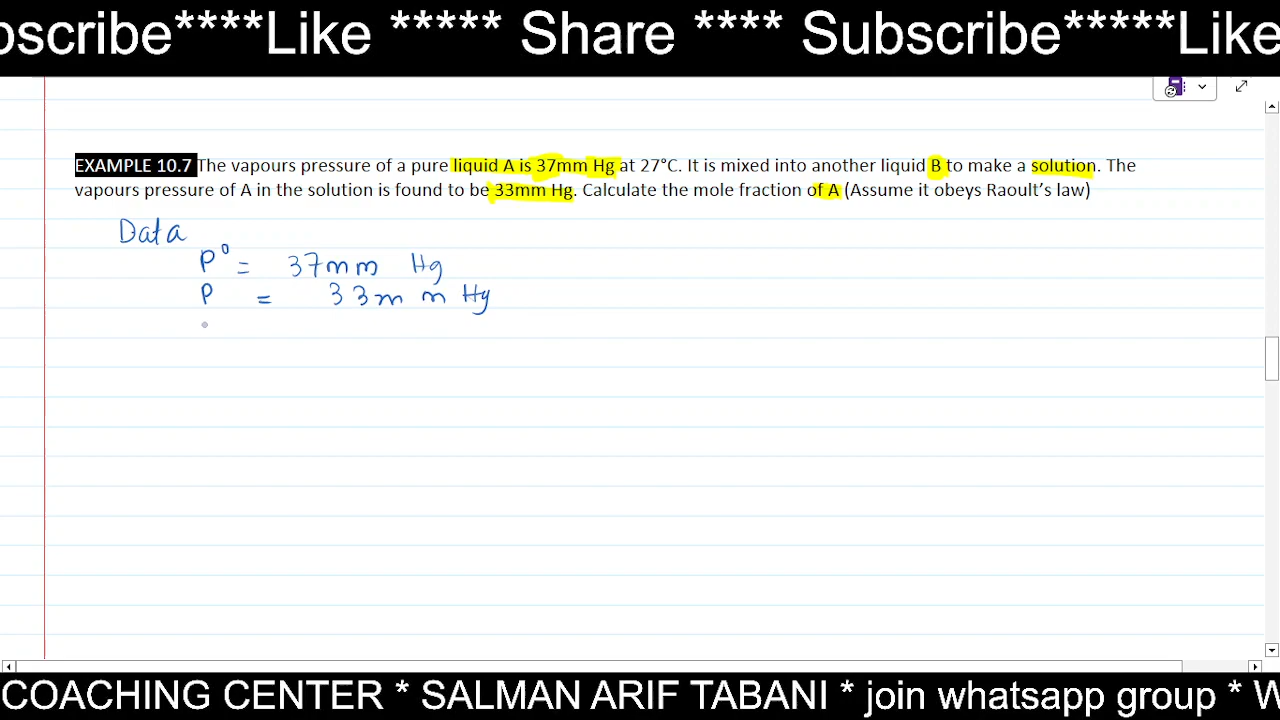 bscribe****Like ***** Share **** Subscribe*****Like
EXAMPLE 10.7 The vapours pressure of a pure liquid A is 37mm Hg at 27°C. It is mixed into another liquid B to make a solution. The
vapours pressure of A in the solution is found to be 33mm Hg. Calculate the mole fraction of A (Assume it obeys Raoult's law)
Data
P° = 37mm Hg
P = 33mm Hg
COACHING CENTER * SALMAN ARIF TABANI * join whatsapp group * W